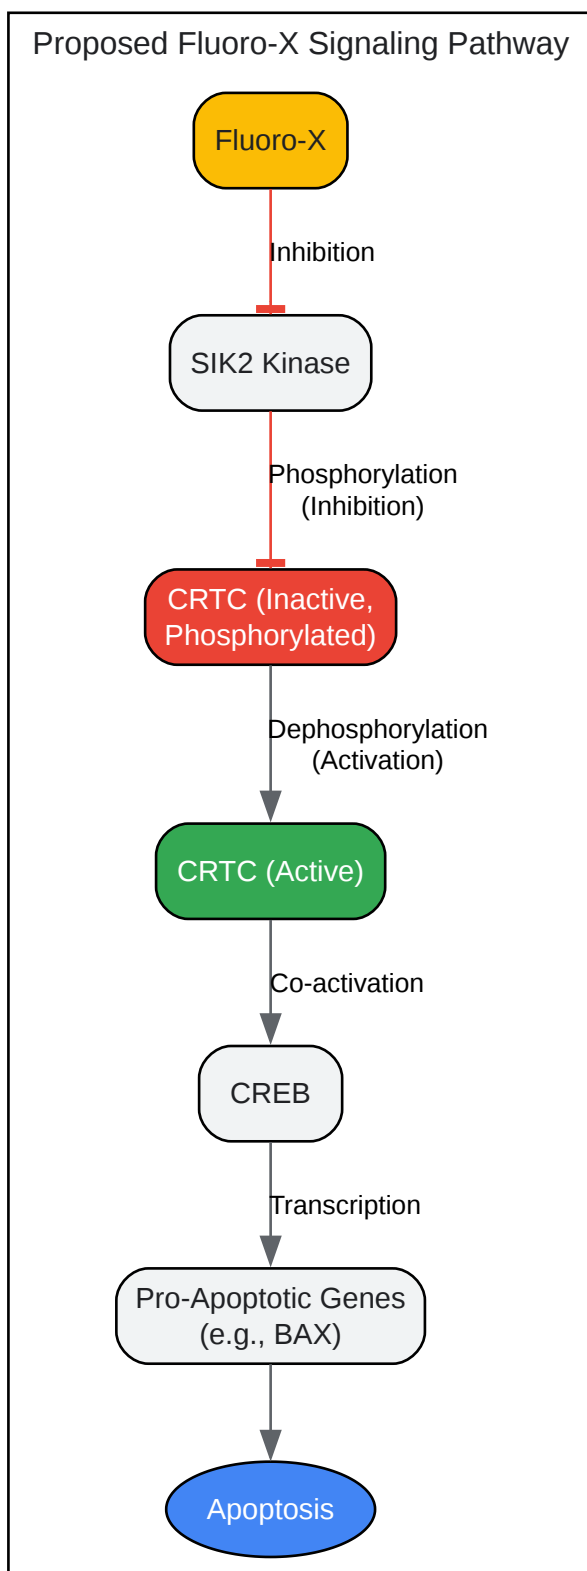 Proposed Fluoro-X Signaling Pathway
Fluoro-X
Inhibition
SIK2 Kinase
Phosphorylation
(Inhibition)
CRTC (Inactive,
Phosphorylated)
Dephosphorylation
(Activation)
CRTC (Active)
Co-activation
CREB
Transcription
Pro-Apoptotic Genes
(e.g., BAX)
Apoptosis